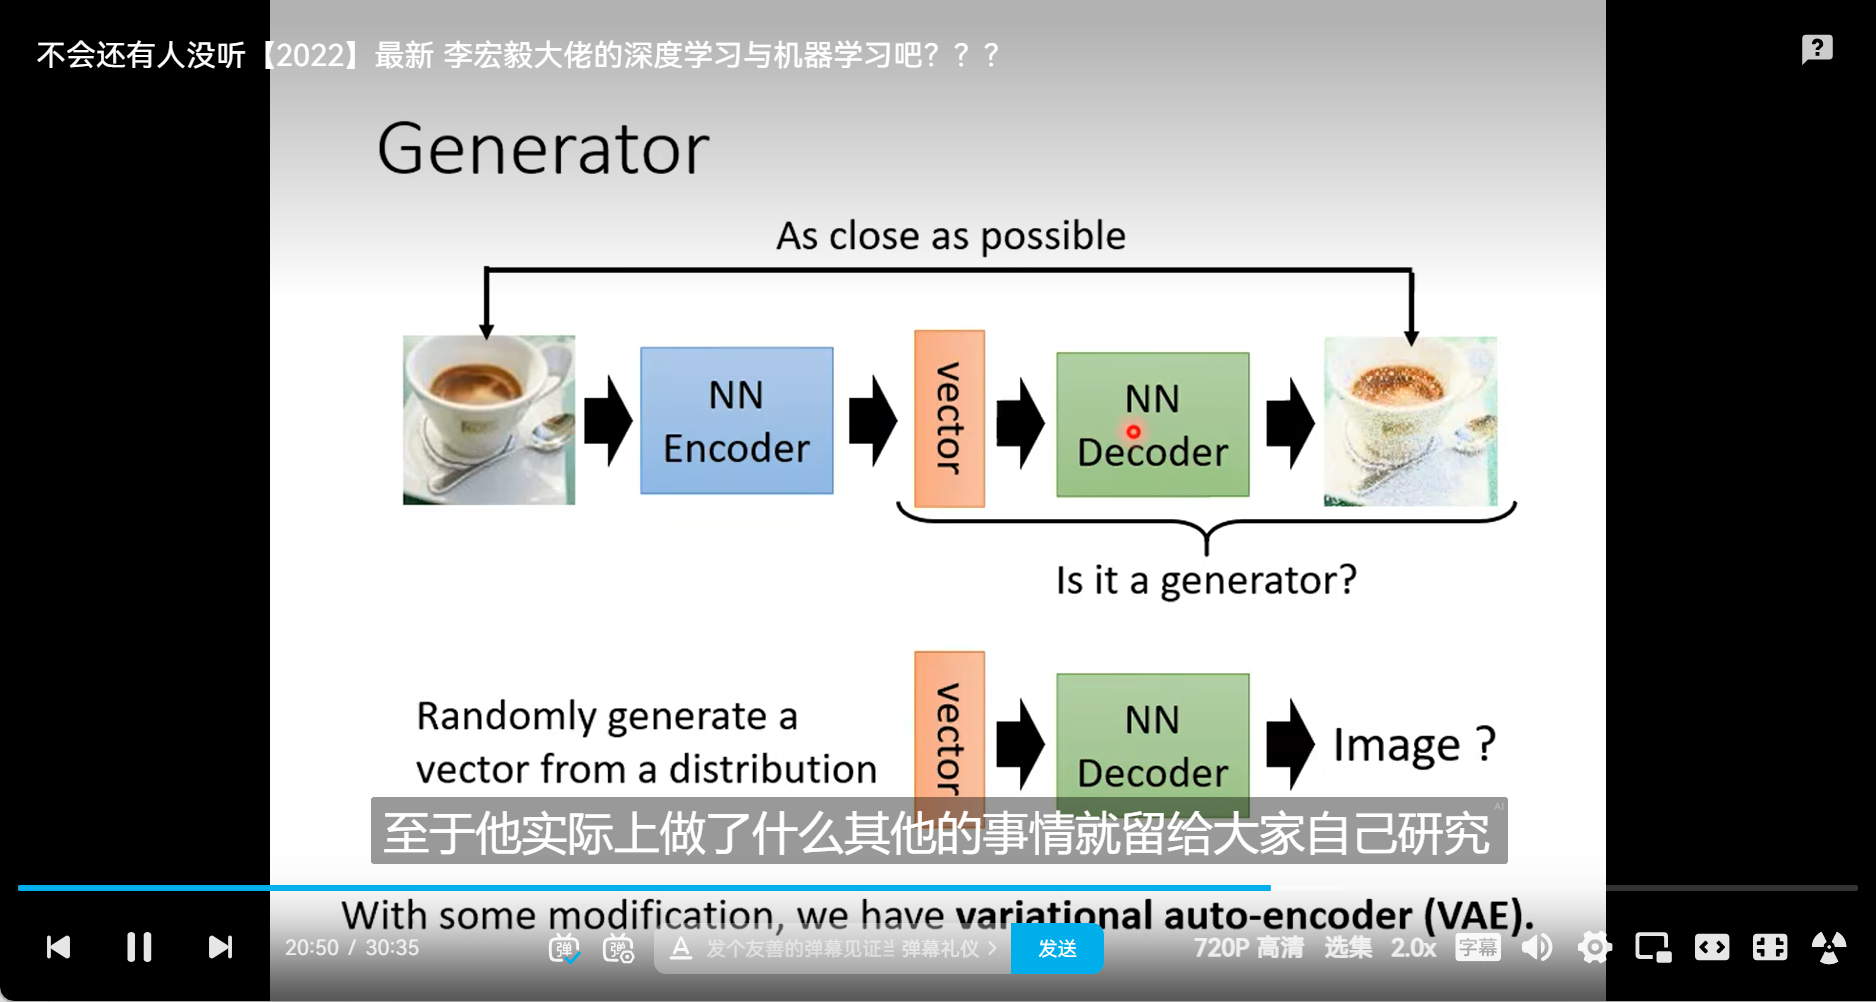 不会还有人没听【2022】最新 李宏毅大佬的深度学习与机器学习吧？？？
Generator
As close as possible
NN
Encoder
vector
NN
Decoder
Is it a generator?
Randomly generate a
vector from a distribution
vector
NN
Decoder
Image ?
AI
至于他实际上做了什么其他的事情就留给大家自己研究
With some modification, we have variational auto-encoder (VAE).
20:50 / 30:35
弹
弹
A
发个友善的弹幕见证
弹幕礼仪 >
发送
720P 高清
选集
2.0x
字幕